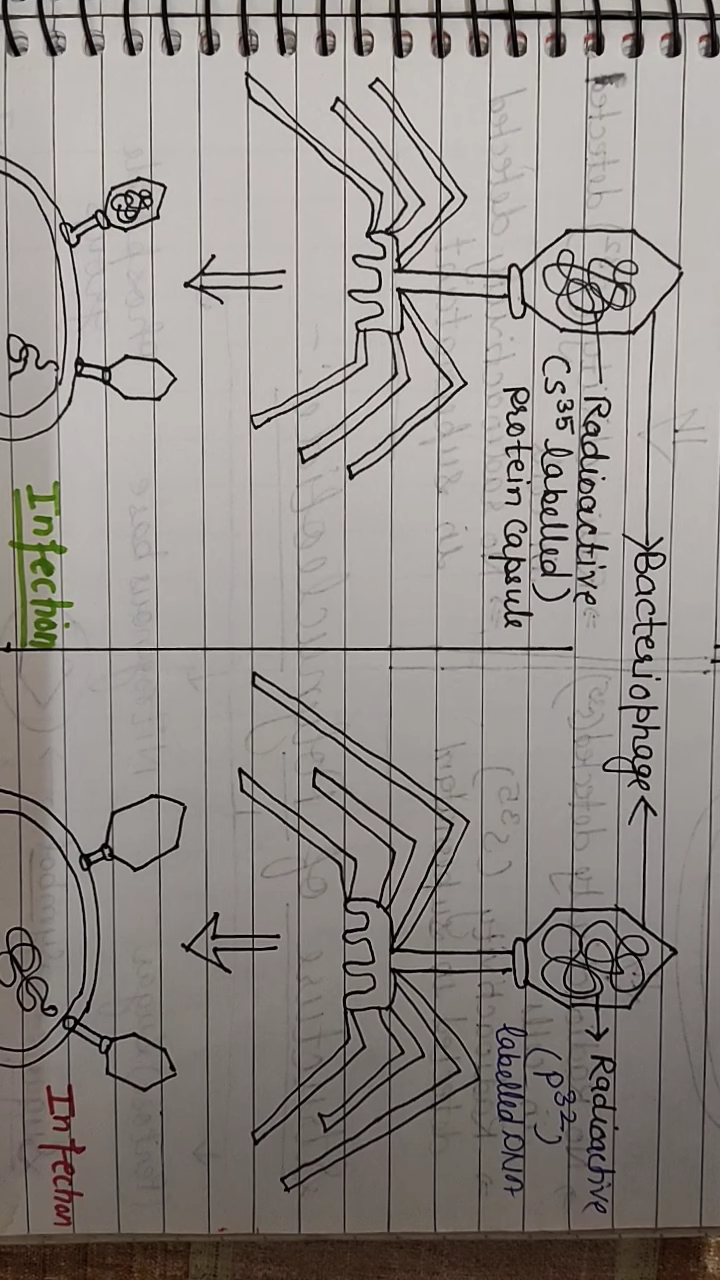 Bacteriophage
Radioactive
(S35 labelled)
protein capsule
Radioactive
(P32)
labelled DNA
Infection
Infection